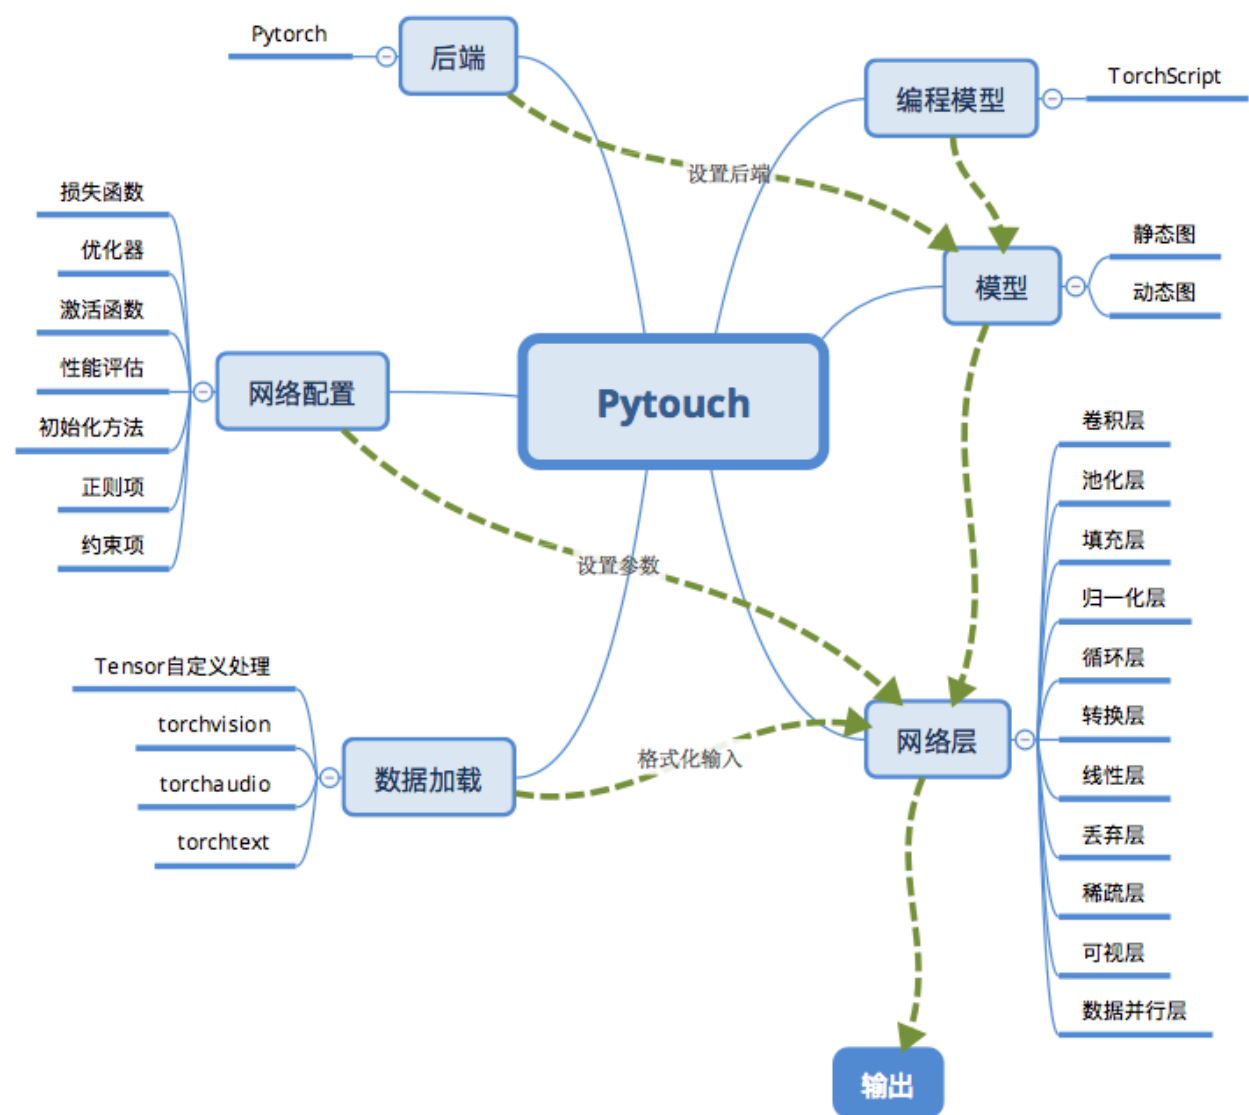 Pytorch
后端
编程模型
TorchScript
设置后端
损失函数
优化器
激活函数
性能评估
初始化方法
正则项
约束项
网络配置
模型
静态图
动态图
Pytouch
设置参数
卷积层
池化层
填充层
归一化层
循环层
转换层
线性层
丢弃层
稀疏层
可视层
数据并行层
网络层
Tensor自定义处理
torchvision
torchaudio
torchtext
数据加载
格式化输入
输出